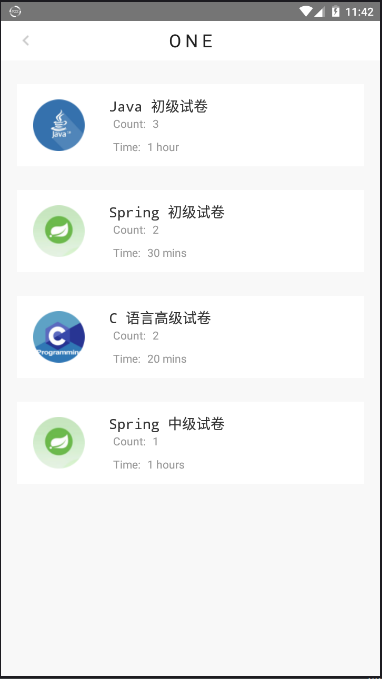 11:42
ONE
Java 初级试卷
Count: 3
Time: 1 hour
Java
Spring 初级试卷
Count: 2
Time: 30 mins
C 语言高级试卷
Count: 2
Time: 20 mins
C
Programming
Spring 中级试卷
Count: 1
Time: 1 hours